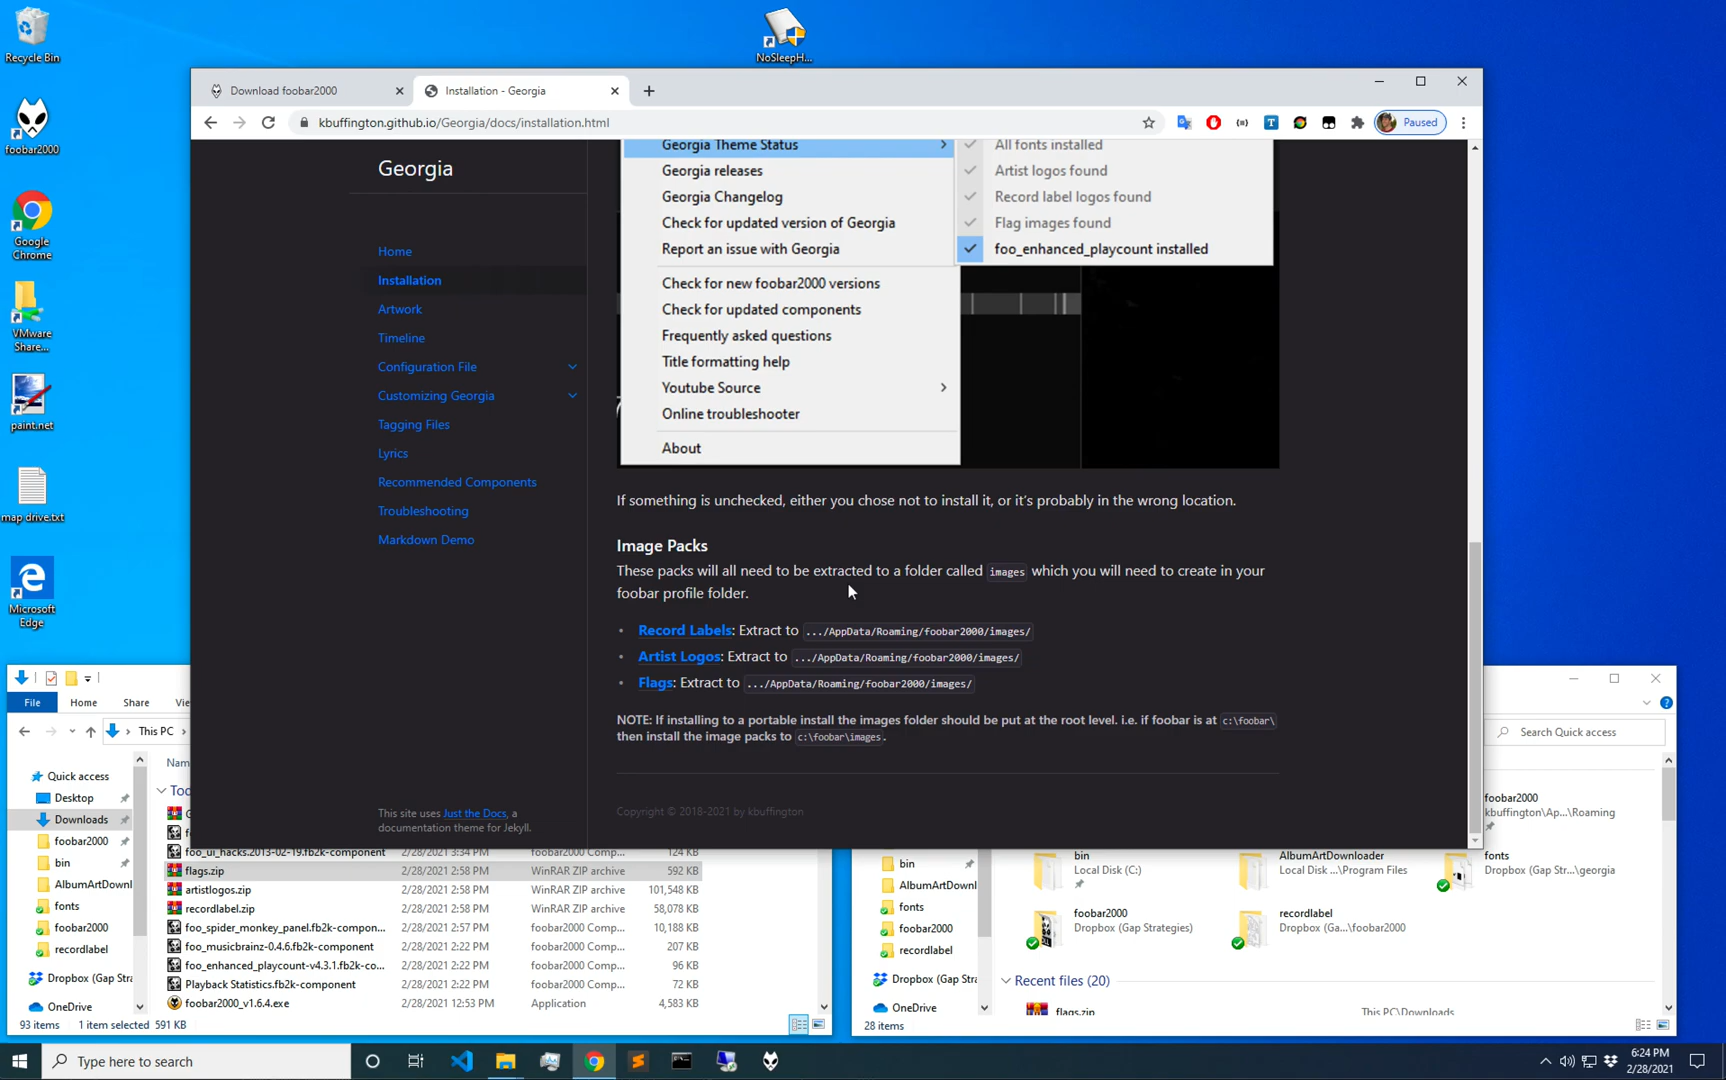 Recycle Bin
NoSleepH...
foobar2000
Google
Chrome
VMware
Share...
paint.net
map drive.txt
Microsoft
Edge
Download foobar2000
Installation - Georgia
kbuffington.github.io/Georgia/docs/installation.html
Paused
Georgia
Home
Installation
Artwork
Timeline
Configuration File
Customizing Georgia
Tagging Files
Lyrics
Recommended Components
Troubleshooting
Markdown Demo
This site uses Just the Docs, a
documentation theme for Jekyll.
Georgia Theme Status
Georgia releases
Georgia Changelog
Check for updated version of Georgia
Report an issue with Georgia
Check for new foobar2000 versions
Check for updated components
Frequently asked questions
Title formatting help
Youtube Source
Online troubleshooter
About
All fonts installed
Artist logos found
Record label logos found
Flag images found
foo_enhanced_playcount installed
If something is unchecked, either you chose not to install it, or it's probably in the wrong location.
Image Packs
These packs will all need to be extracted to a folder called images which you will need to create in your
foobar profile folder.
• Record Labels: Extract to .../AppData/Roaming/foobar2000/images/
• Artist Logos: Extract to .../AppData/Roaming/foobar2000/images/
• Flags: Extract to .../AppData/Roaming/foobar2000/images/
NOTE: If installing to a portable install the images folder should be put at the root level. i.e. if foobar is at c:\foobar\
then install the image packs to c:\foobar\images.
Copyright © 2018-2021 by kbuffington
File Home Share
This PC
Quick access
Desktop
Downloads
foobar2000
bin
AlbumArtDownl
fonts
foobar2000
recordlabel
Dropbox (Gap Stra
OneDrive
foo_ui_hacks.2013-02-19.fb2k-component 2/28/2021 3:34 PM foobar2000 Comp... 124 KB
flags.zip 2/28/2021 2:58 PM WinRAR ZIP archive 592 KB
artistlogos.zip 2/28/2021 2:58 PM WinRAR ZIP archive 101,548 KB
recordlabel.zip 2/28/2021 2:58 PM WinRAR ZIP archive 58,078 KB
foo_spider_monkey_panel.fb2k-compon... 2/28/2021 2:57 PM foobar2000 Comp... 10,188 KB
foo_musicbrainz-0.4.6.fb2k-component 2/28/2021 2:22 PM foobar2000 Comp... 207 KB
foo_enhanced_playcount-v4.3.1.fb2k-co... 2/28/2021 2:22 PM foobar2000 Comp... 96 KB
Playback Statistics.fb2k-component 2/28/2021 2:22 PM foobar2000 Comp... 72 KB
foobar2000_v1.6.4.exe 2/28/2021 12:53 PM Application 4,583 KB
93 items 1 item selected 591 KB
Search Quick access
foobar2000
kbuffington\Ap...\Roaming
bin
AlbumArtDownl
fonts
foobar2000
recordlabel
Dropbox (Gap Stra
OneDrive
bin
Local Disk (C:)
AlbumArtDownloader
Local Disk ...\Program Files
fonts
Dropbox (Gap Str...\georgia
foobar2000
Dropbox (Gap Strategies)
recordlabel
Dropbox (Ga...\foobar2000
Recent files (20)
flags.zip
This PC\Downloads
28 items
Type here to search
6:24 PM
2/28/2021